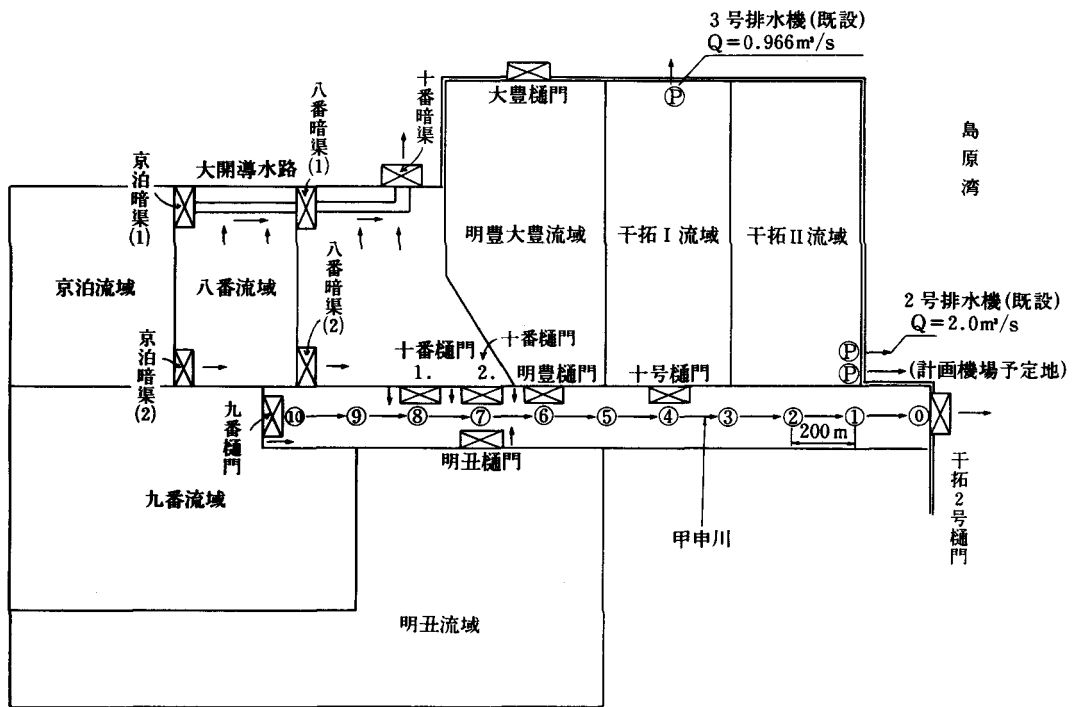 3号排水機(既設)
Q=0.966m³/s
大豊樋門
十番暗渠
八番暗渠(1)
大開導水路
京泊暗渠(1)
島原湾
明豊大豊流域
干拓I流域
干拓II流域
京泊流域
八番流域
八番暗渠(2)
2号排水機(既設)
Q=2.0m³/s
(計画機場予定地)
京泊暗渠(2)
十番樋門
1.
2.
十番樋門
明豊樋門
十号樋門
九番樋門
⑩
⑨
⑧
⑦
⑥
⑤
④
③
②
①
⓪
200m
明丑樋門
干拓2号樋門
九番流域
甲申川
明丑流域
P
P
P